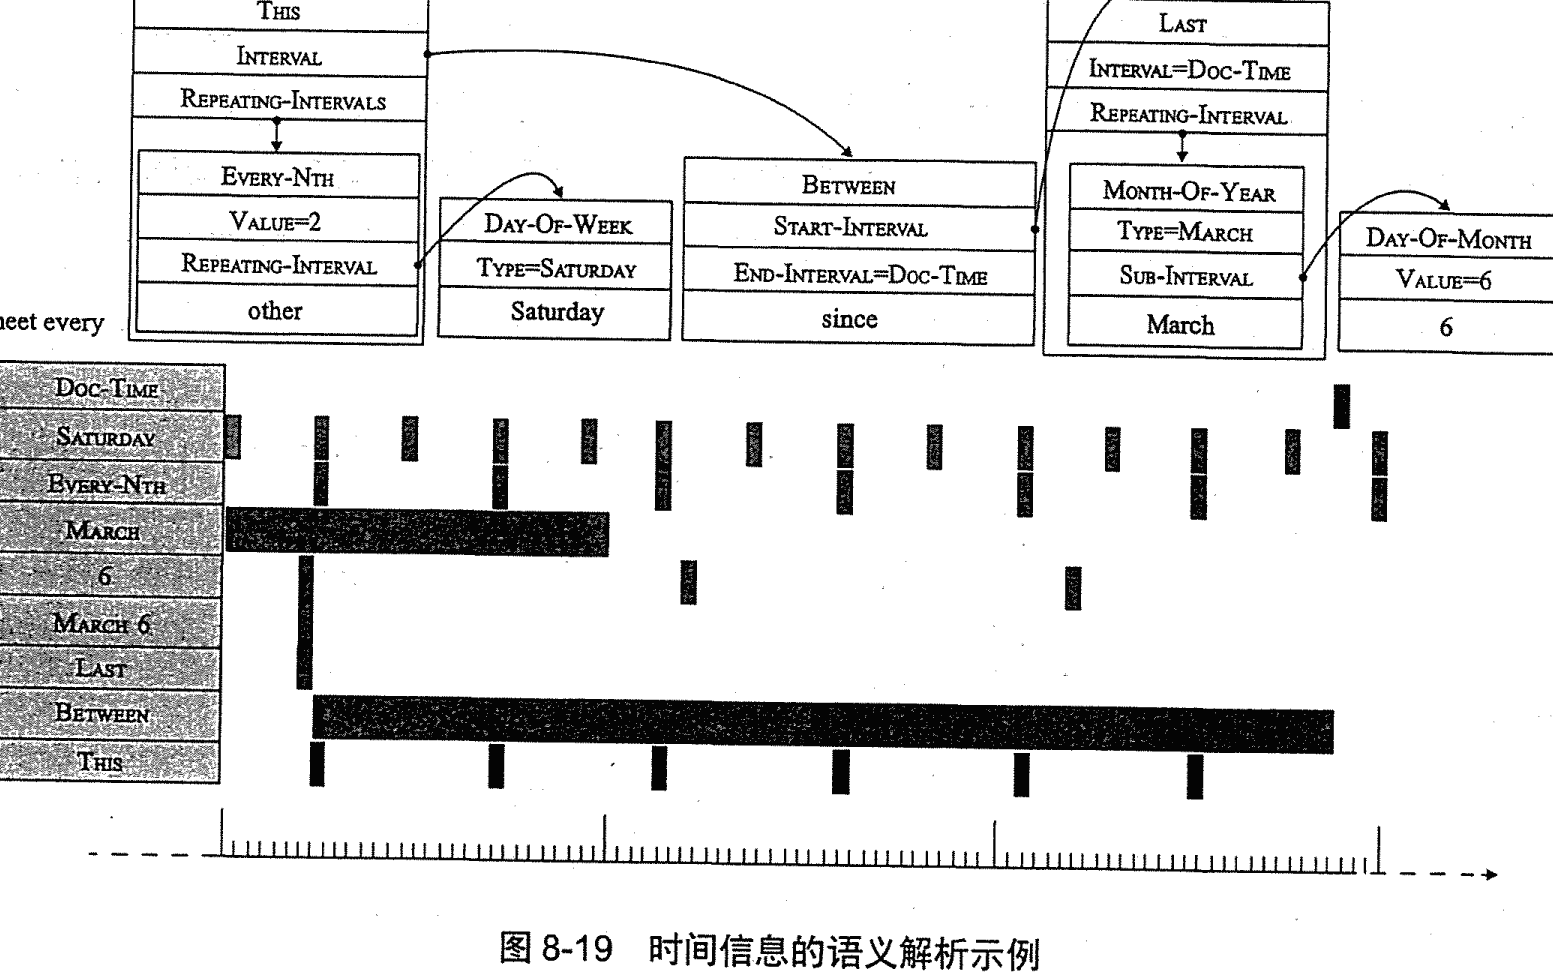 THIS
INTERVAL
REPEATING-INTERVALS
EVERY-NTH
VALUE=2
REPEATING-INTERVAL
other
DAY-OF-WEEK
TYPE=SATURDAY
Saturday
BETWEEN
START-INTERVAL
END-INTERVAL=DOC-TIME
since
LAST
INTERVAL=DOC-TIME
REPEATING-INTERVAL
MONTH-OF-YEAR
TYPE=MARCH
SUB-INTERVAL
March
DAY-OF-MONTH
VALUE=6
6
every
DOC-TIME
SATURDAY
EVERY-NTH
MARCH
6
MARCH 6
LAST
BETWEEN
THIS
图 8-19 时间信息的语义解析示例